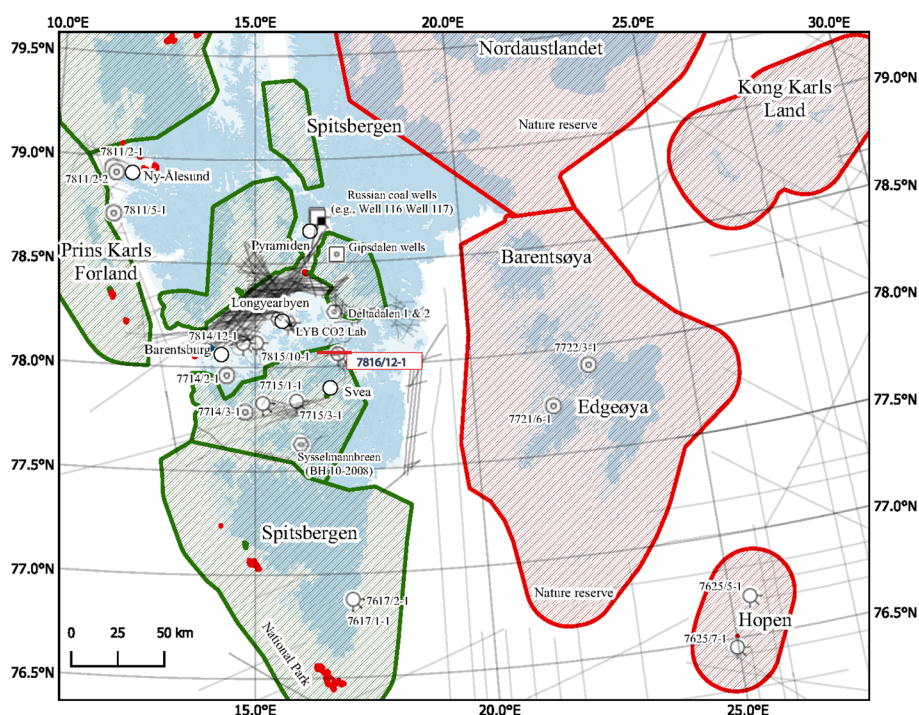 10.0°E
15.0°E
20.0°E
25.0°E
30.0°E
79.5°N
79.0°N
78.5°N
78.0°N
77.5°N
77.0°N
76.5°N
79.0°N
78.5°N
78.0°N
77.5°N
77.0°N
76.5°N
Nordaustlandet
Kong Karls
Land
Spitsbergen
Nature reserve
7811/2-1
7811/2-2
Ny-Ålesund
Russian coal wells
(e.g., Well 116 Well 117)
7811/5-1
Pyramiden
Gipsdalen wells
Prins Karls
Forland
Barentsøya
Longyearbyen
Deltadalen 1 & 2
LYB CO2 Lab
7814/12-1
Barentsburg
7815/10-1
7816/12-1
7722/3-1
7714/2-1
7715/1-1
Svea
7714/3-1
7715/3-1
7721/6-1
Edgeøya
Sysselmannbreen
(BH 10-2008)
Spitsbergen
7617/2-1
7617/1-1
Nature reserve
7625/5-1
Hopen
7625/7-1
0 25 50 km
National Park
15.0°E
20.0°E
25.0°E